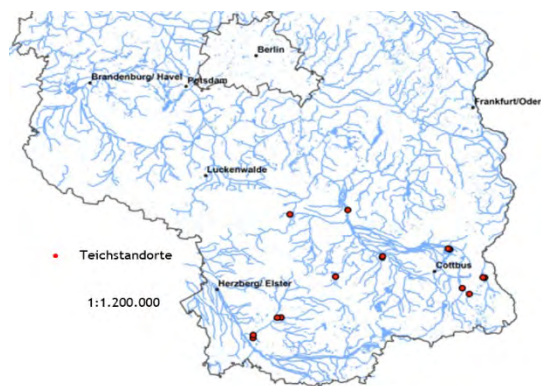 Berlin
Brandenburg/ Havel
Potsdam
Frankfurt/Oder
Luckenwalde
Teichstandorte
Cottbus
Herzberg/ Elster
1:1.200.000